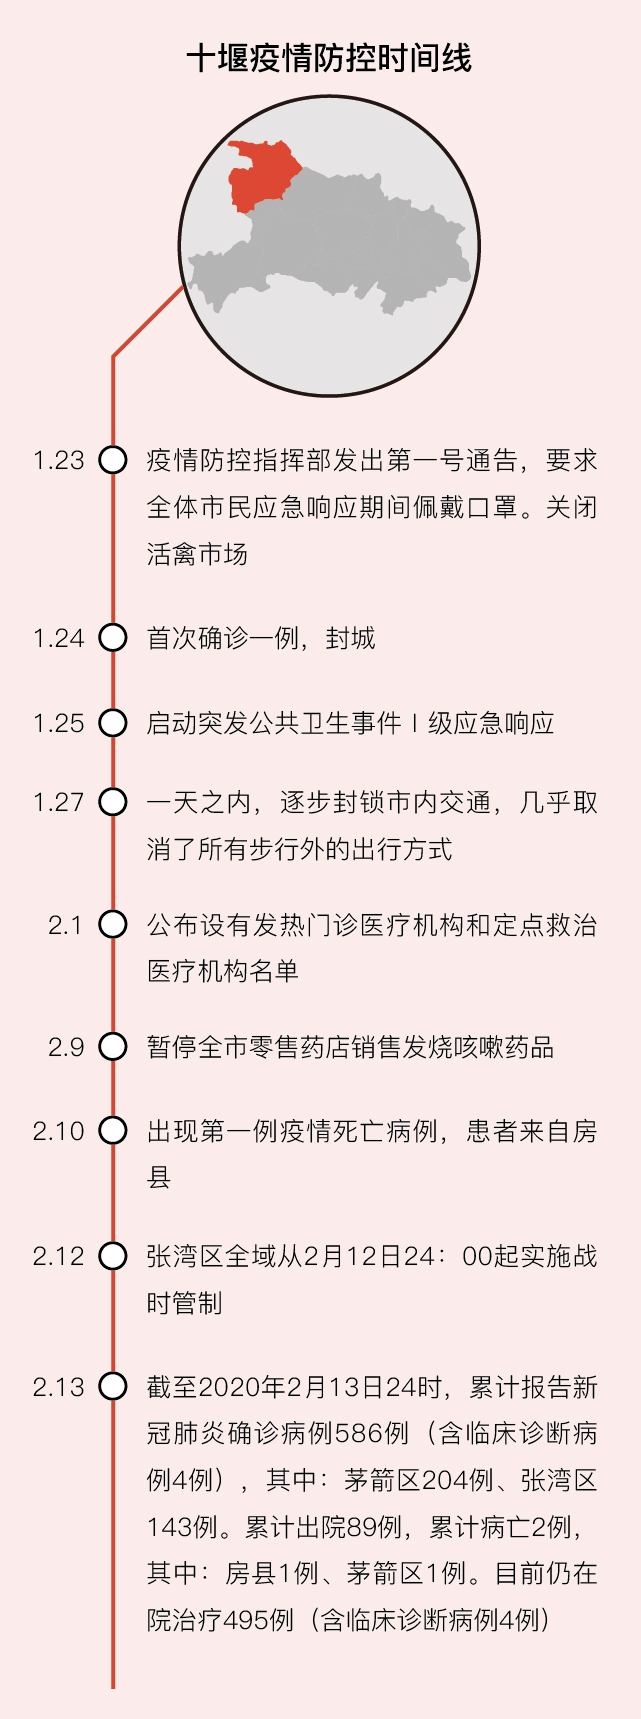 十堰疫情防控时间线
1.23
疫情防控指挥部发出第一号通告，要求
全体市民应急响应期间佩戴口罩。关闭
活禽市场
1.24
首次确诊一例，封城
1.25
启动突发公共卫生事件Ⅰ级应急响应
1.27
一天之内，逐步封锁市内交通，几乎取
消了所有步行外的出行方式
2.1
公布设有发热门诊医疗机构和定点救治
医疗机构名单
2.9
暂停全市零售药店销售发烧咳嗽药品
2.10
出现第一例疫情死亡病例，患者来自房
县
2.12
张湾区全域从2月12日24：00起实施战
时管制
2.13
截至2020年2月13日24时，累计报告新
冠肺炎确诊病例586例（含临床诊断病
例4例），其中：茅箭区204例、张湾区
143例。累计出院89例，累计病亡2例，
其中：房县1例、茅箭区1例。目前仍在
院治疗495例（含临床诊断病例4例）